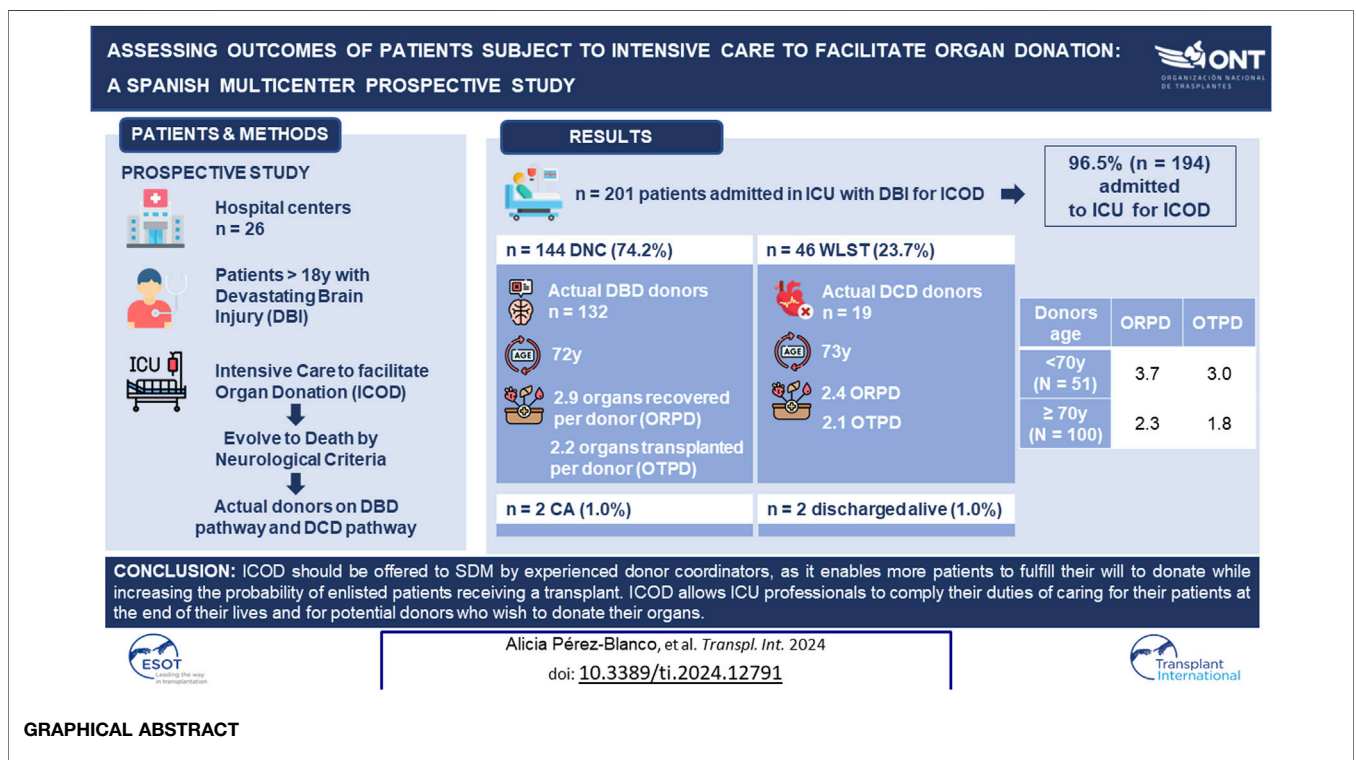 ASSESSING OUTCOMES OF PATIENTS SUBJECT TO INTENSIVE CARE TO FACILITATE ORGAN DONATION:
A SPANISH MULTICENTER PROSPECTIVE STUDY
ONT
ORGANIZACIÓN NACIONAL
DE TRASPLANTES
PATIENTS & METHODS
PROSPECTIVE STUDY
Hospital centers
n = 26
Patients > 18y with
Devastating Brain
Injury (DBI)
ICU
Intensive Care to facilitate
Organ Donation (ICOD)
Evolve to Death by
Neurological Criteria
Actual donors on DBD
pathway and DCD pathway
RESULTS
n = 201 patients admitted in ICU with DBI for ICOD
96.5% (n = 194)
admitted
to ICU for ICOD
n = 144 DNC (74.2%)
Actual DBD donors
n = 132
AGE
72y
2.9 organs recovered
per donor (ORPD)
2.2 organs transplanted
per donor (OTPD)
n = 46 WLST (23.7%)
Actual DCD donors
n = 19
AGE
73y
2.4 ORPD
2.1 OTPD
n = 2 CA (1.0%)
n = 2 discharged alive (1.0%)
Donors age ORPD OTPD
<70y (N = 51) 3.7 3.0
≥ 70y (N = 100) 2.3 1.8
CONCLUSION: ICOD should be offered to SDM by experienced donor coordinators, as it enables more patients to fulfill their will to donate while
increasing the probability of enlisted patients receiving a transplant. ICOD allows ICU professionals to comply their duties of caring for their patients at
the end of their lives and for potential donors who wish to donate their organs.
ESOT
Leading the way
in transplantation
Alicia Pérez-Blanco, et al. Transpl. Int. 2024
doi: 10.3389/ti.2024.12791
Transplant
International
GRAPHICAL ABSTRACT